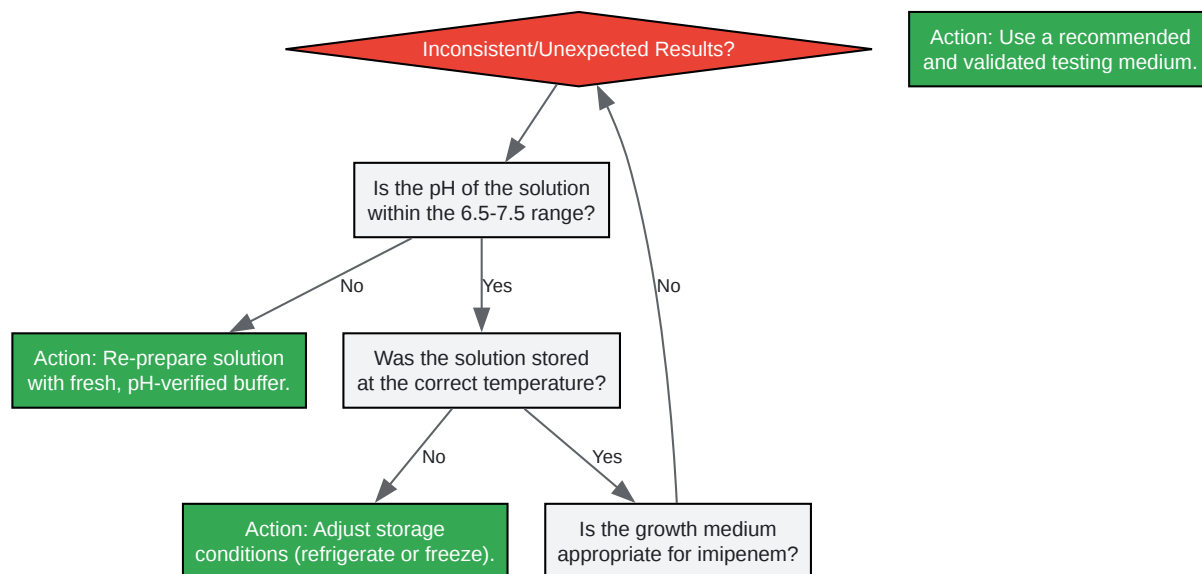 Inconsistent/Unexpected Results?
Action: Use a recommended
and validated testing medium.
Is the pH of the solution
within the 6.5-7.5 range?
No
Yes
No
Action: Re-prepare solution
with fresh, pH-verified buffer.
Was the solution stored
at the correct temperature?
No
Yes
Action: Adjust storage
conditions (refrigerate or freeze).
Is the growth medium
appropriate for imipenem?